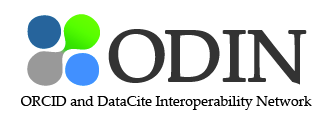 ODIN
ORCID and DataCite Interoperability Network